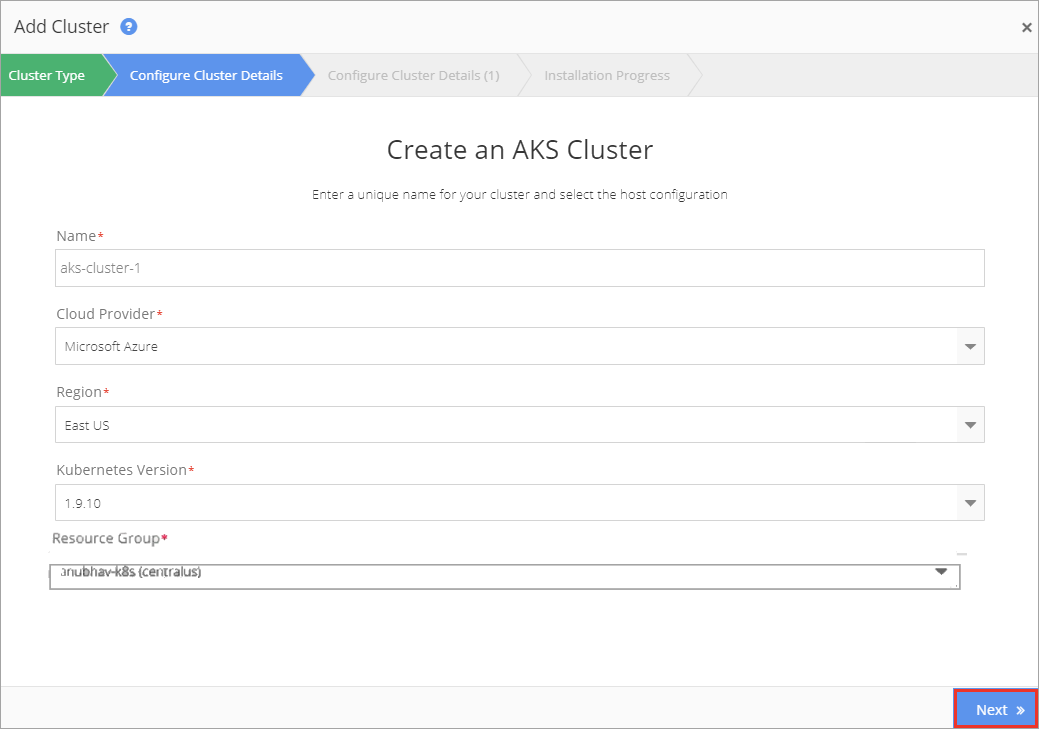 Add Cluster ?
Cluster Type Configure Cluster Details Configure Cluster Details (1) Installation Progress
Create an AKS Cluster
Enter a unique name for your cluster and select the host configuration
Name*
aks-cluster-1
Cloud Provider*
Microsoft Azure
Region*
East US
Kubernetes Version*
1.9.10
Resource Group*
anubhav-k8s (centralus)
Next »